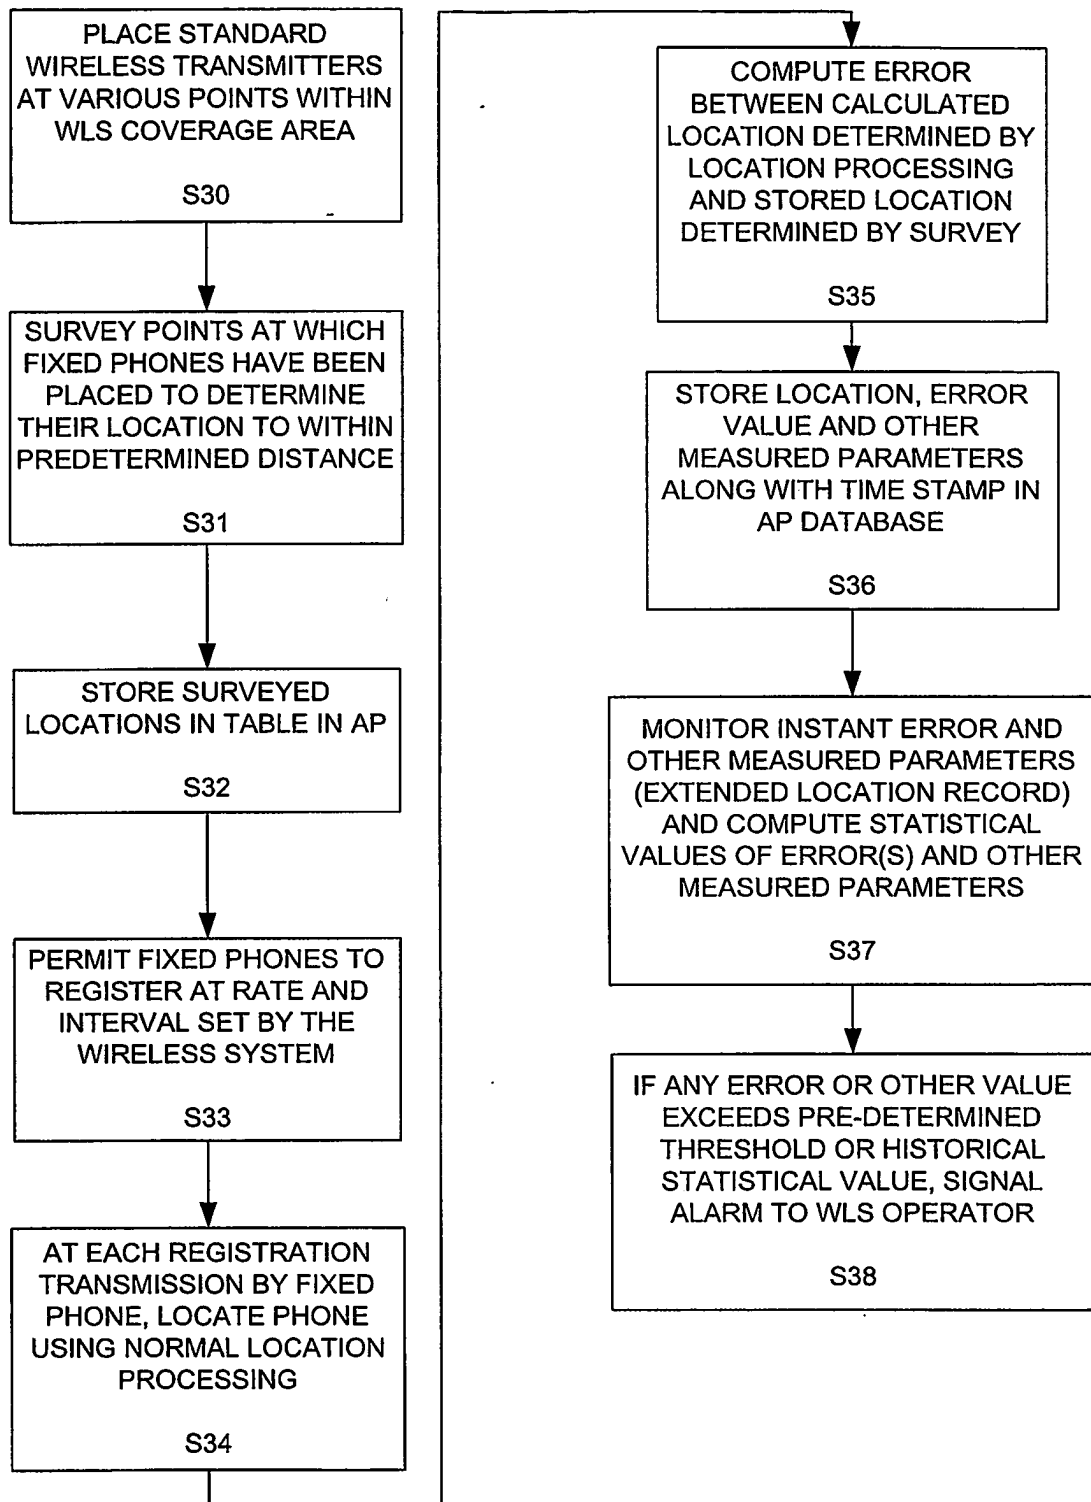 PLACE STANDARD
WIRELESS TRANSMITTERS
AT VARIOUS POINTS WITHIN
WLS COVERAGE AREA
S30
SURVEY POINTS AT WHICH
FIXED PHONES HAVE BEEN
PLACED TO DETERMINE
THEIR LOCATION TO WITHIN
PREDETERMINED DISTANCE
S31
STORE SURVEYED
LOCATIONS IN TABLE IN AP
S32
PERMIT FIXED PHONES TO
REGISTER AT RATE AND
INTERVAL SET BY THE
WIRELESS SYSTEM
S33
AT EACH REGISTRATION
TRANSMISSION BY FIXED
PHONE, LOCATE PHONE
USING NORMAL LOCATION
PROCESSING
S34
COMPUTE ERROR
BETWEEN CALCULATED
LOCATION DETERMINED BY
LOCATION PROCESSING
AND STORED LOCATION
DETERMINED BY SURVEY
S35
STORE LOCATION, ERROR
VALUE AND OTHER
MEASURED PARAMETERS
ALONG WITH TIME STAMP IN
AP DATABASE
S36
MONITOR INSTANT ERROR AND
OTHER MEASURED PARAMETERS
(EXTENDED LOCATION RECORD)
AND COMPUTE STATISTICAL
VALUES OF ERROR(S) AND OTHER
MEASURED PARAMETERS
S37
IF ANY ERROR OR OTHER VALUE
EXCEEDS PRE-DETERMINED
THRESHOLD OR HISTORICAL
STATISTICAL VALUE, SIGNAL
ALARM TO WLS OPERATOR
S38